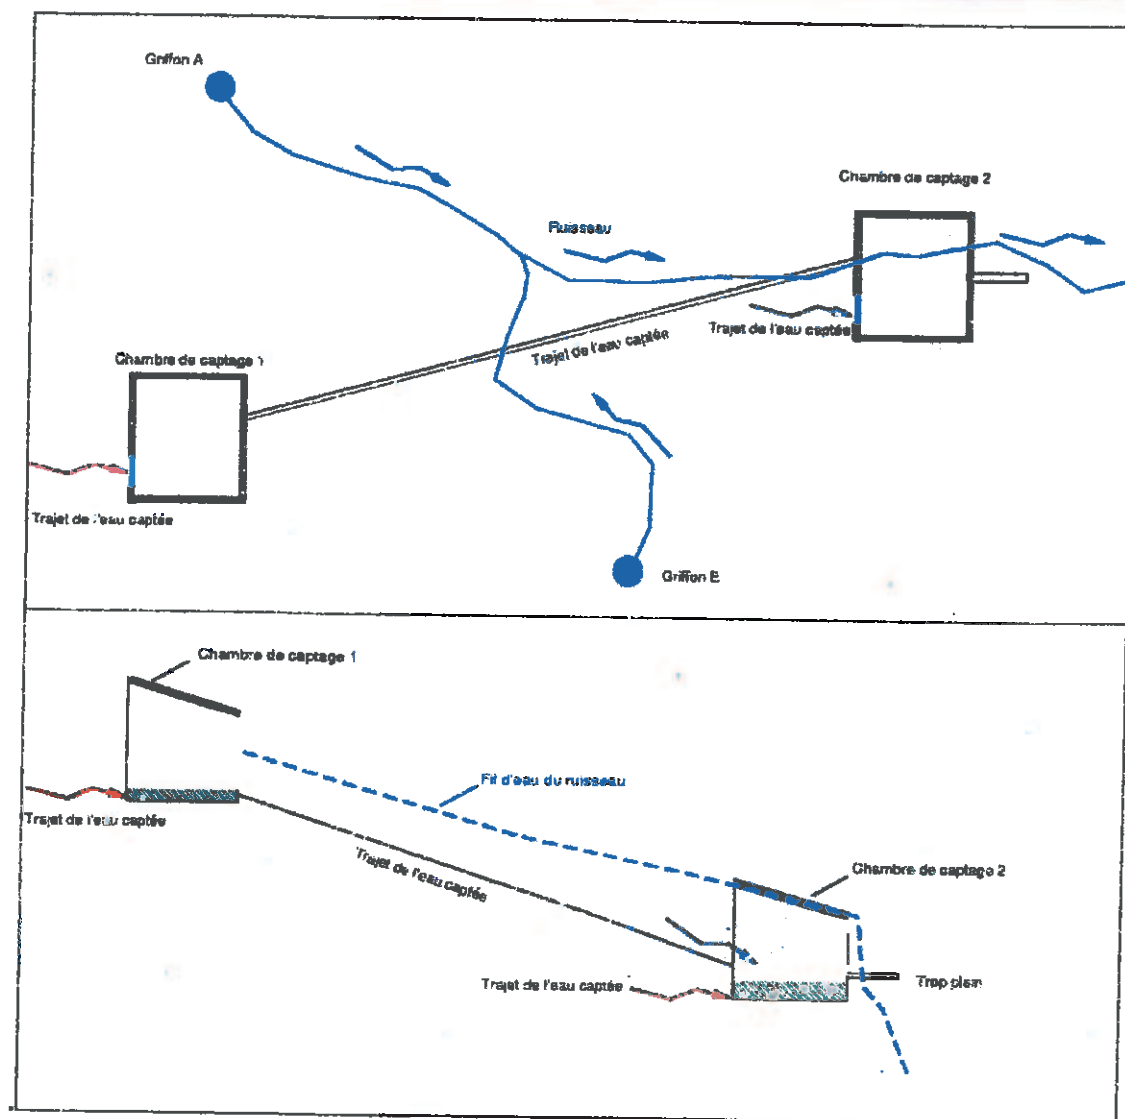 Griffon A
Chambre de captage 2
Ruisseau
Trajet de l'eau captée
Trajet de l'eau captée
Chambre de captage 1
Trajet de l'eau captée
Griffon E
Chambre de captage 1
Fil d'eau du ruisseau
Trajet de l'eau captée
Trajet de l'eau captée
Chambre de captage 2
Trajet de l'eau captée
Trop plein